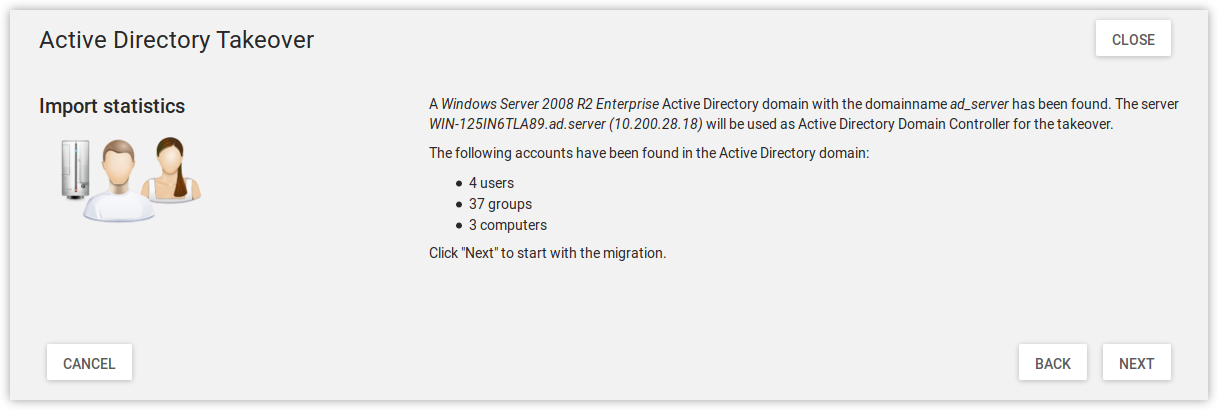 Active Directory Takeover
CLOSE
Import statistics
A Windows Server 2008 R2 Enterprise Active Directory domain with the domainname ad_server has been found. The server
WIN-125IN6TLA89.ad.server (10.200.28.18) will be used as Active Directory Domain Controller for the takeover.
The following accounts have been found in the Active Directory domain:
● 4 users
● 37 groups
● 3 computers
Click "Next" to start with the migration.
CANCEL
BACK
NEXT